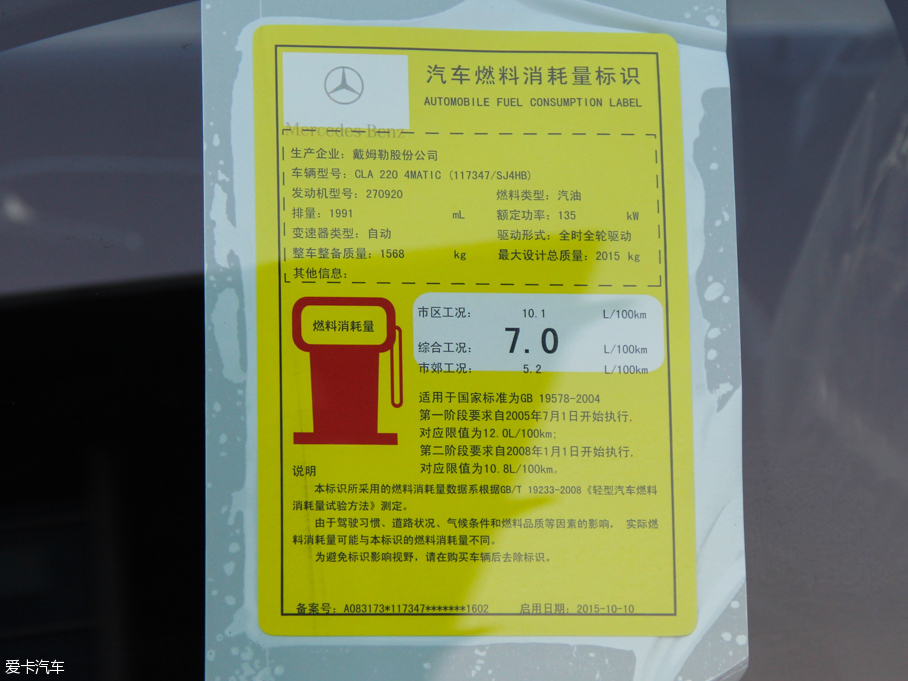 汽车燃料消耗量标识
AUTOMOBILE FUEL CONSUMPTION LABEL
Mercedes-Benz
生产企业：戴姆勒股份公司
车辆型号：CLA 220 4MATIC (117347/SJ4HB)
发动机型号：270920 燃料类型：汽油
排量：1991 mL 额定功率：135 kW
变速器类型：自动 驱动形式：全时全轮驱动
整车整备质量：1568 kg 最大设计总质量：2015 kg
其他信息：
燃料消耗量
市区工况： 10.1 L/100km
综合工况： 7.0 L/100km
市郊工况： 5.2 L/100km
适用于国家标准为GB 19578-2004
第一阶段要求自2005年7月1日开始执行，
对应限值为12.0L/100km;
第二阶段要求自2008年1月1日开始执行，
对应限值为10.8L/100km。
说明
本标识所采用的燃料消耗量数据系根据GB/T 19233-2008《轻型汽车燃料
消耗量试验方法》测定。
由于驾驶习惯、道路状况、气候条件和燃料品质等因素的影响， 实际燃
料消耗量可能与本标识的燃料消耗量不同。
为避免标识影响视野，请在购买车辆后去除标识。
备案号：A083173*117347*******1602 启用日期：2015-10-10
爱卡汽车